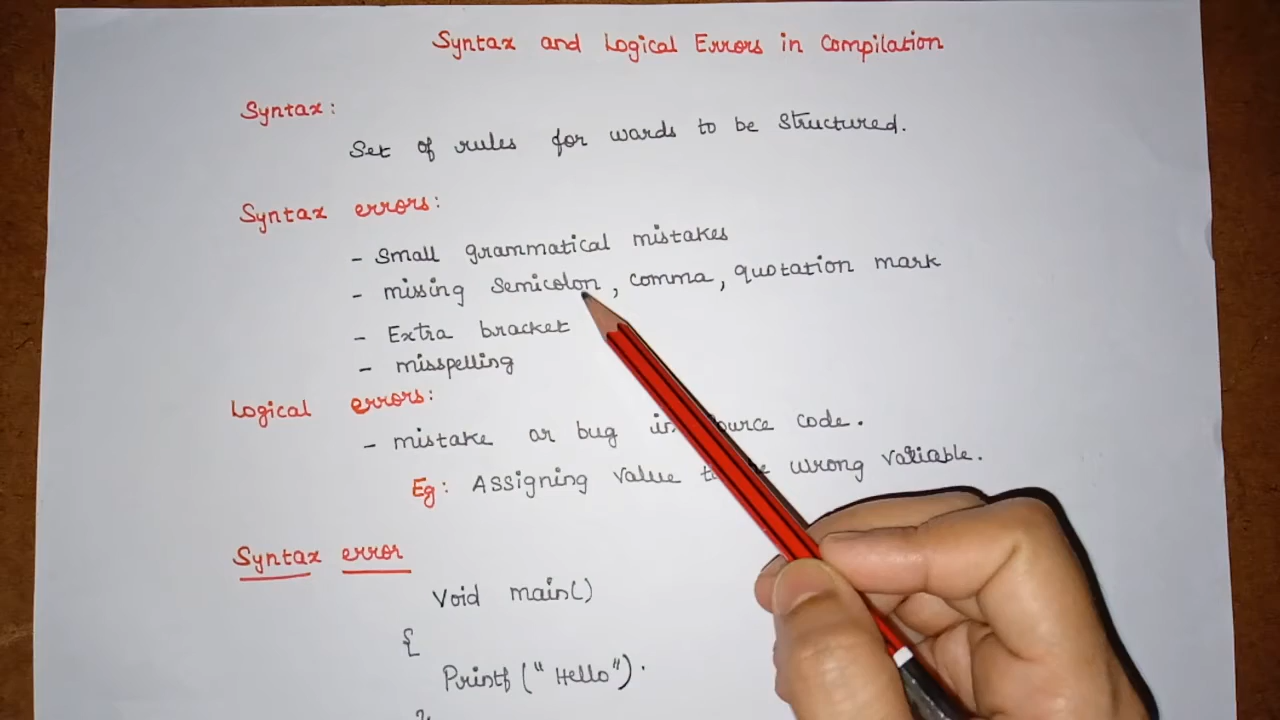 Syntax and Logical Errors in Compilation
Syntax:
Set of rules for wards to be structured.
Syntax errors:
- Small grammatical mistakes
- missing Semicolon, comma, quotation mark
- Extra bracket
- misspelling
Logical errors:
- mistake or bug in source code.
Eg: Assigning value to wrong variable.
Syntax error
Void main()
{
Printf ("Hello").
}